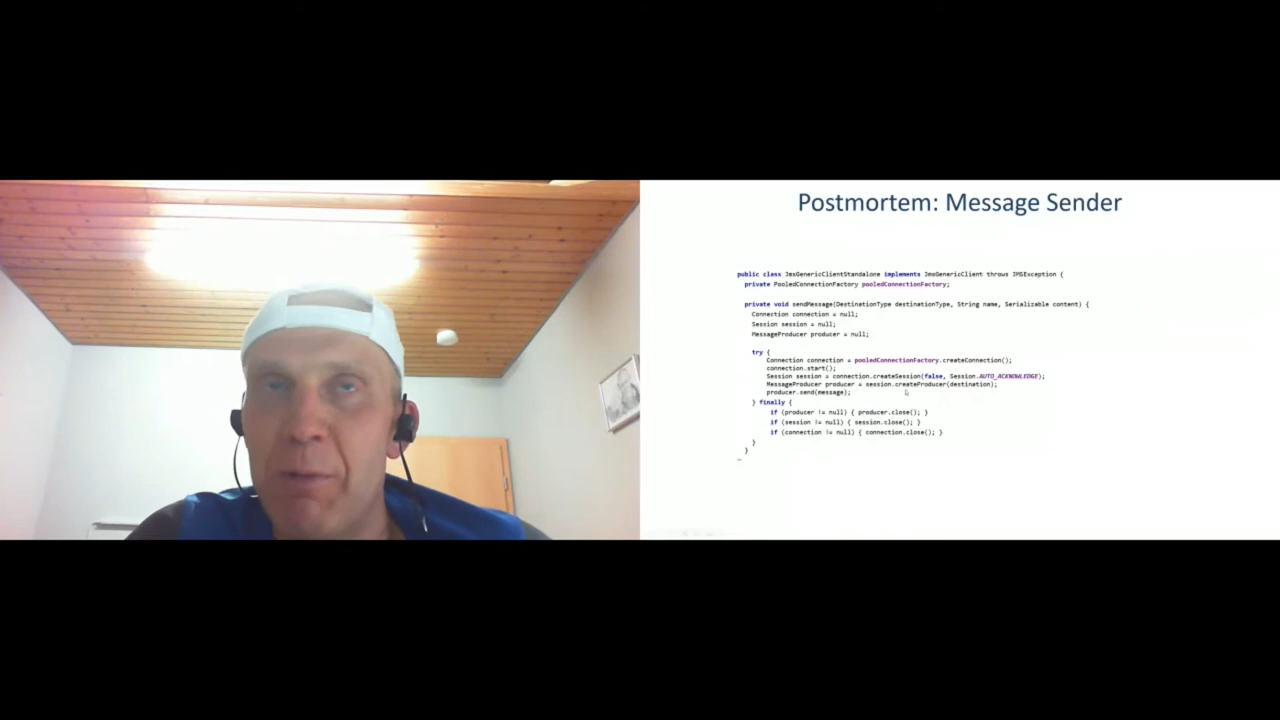 Postmortem: Message Sender
public class JmsGenericClientStandalone implements JmsGenericClient throws JMSException {
private PooledConnectionFactory pooledConnectionFactory;
private void sendMessage(DestinationType destinationType, String name, Serializable content) {
Connection connection = null;
Session session = null;
MessageProducer producer = null;
try {
Connection connection = pooledConnectionFactory.createConnection();
connection.start();
Session session = connection.createSession(false, Session.AUTO_ACKNOWLEDGE);
MessageProducer producer = session.createProducer(destination);
producer.send(message);
} finally {
if (producer != null) { producer.close(); }
if (session != null) { session.close(); }
if (connection != null) { connection.close(); }
}
}